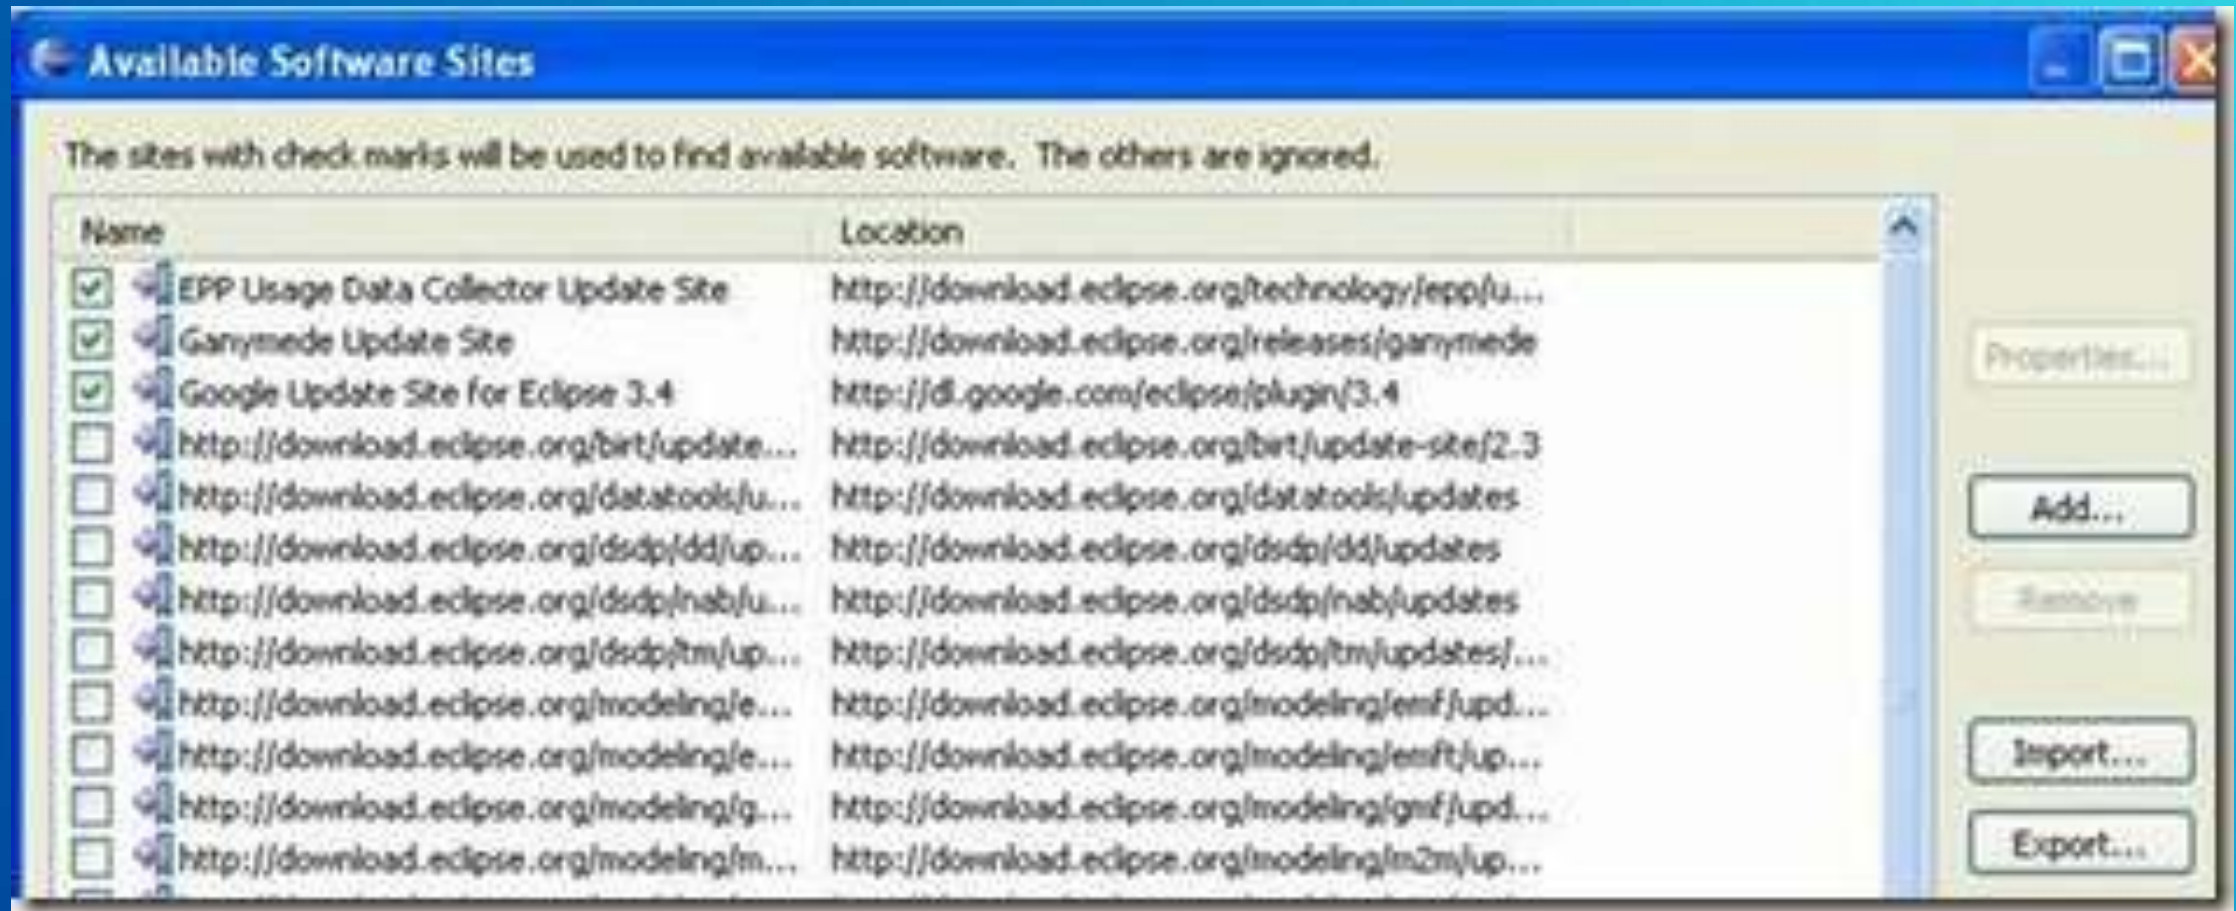 Available Software Sites
The sites with check marks will be used to find available software. The others are ignored.
Name Location
EPP Usage Data Collector Update Site http://download.eclipse.org/technology/epp/u...
Ganymede Update Site http://download.eclipse.org/releases/ganymede
Properties...
Google Update Site for Eclipse 3.4 http://dl.google.com/eclipse/plugin/3.4
http://download.eclipse.org/birt/update... http://download.eclipse.org/birt/update-site/2.3
http://download.eclipse.org/datatools/u... http://download.eclipse.org/datatools/updates
Add...
http://download.eclipse.org/dsdp/dd/up... http://download.eclipse.org/dsdp/dd/updates
http://download.eclipse.org/dsdp/nab/u... http://download.eclipse.org/dsdp/nab/updates
Remove
http://download.eclipse.org/dsdp/tm/up... http://download.eclipse.org/dsdp/tm/updates/...
http://download.eclipse.org/modeling/e... http://download.eclipse.org/modeling/emf/upd...
http://download.eclipse.org/modeling/e... http://download.eclipse.org/modeling/emft/up...
Import...
http://download.eclipse.org/modeling/g... http://download.eclipse.org/modeling/gmf/upd...
http://download.eclipse.org/modeling/m... http://download.eclipse.org/modeling/m2m/up...
Export...